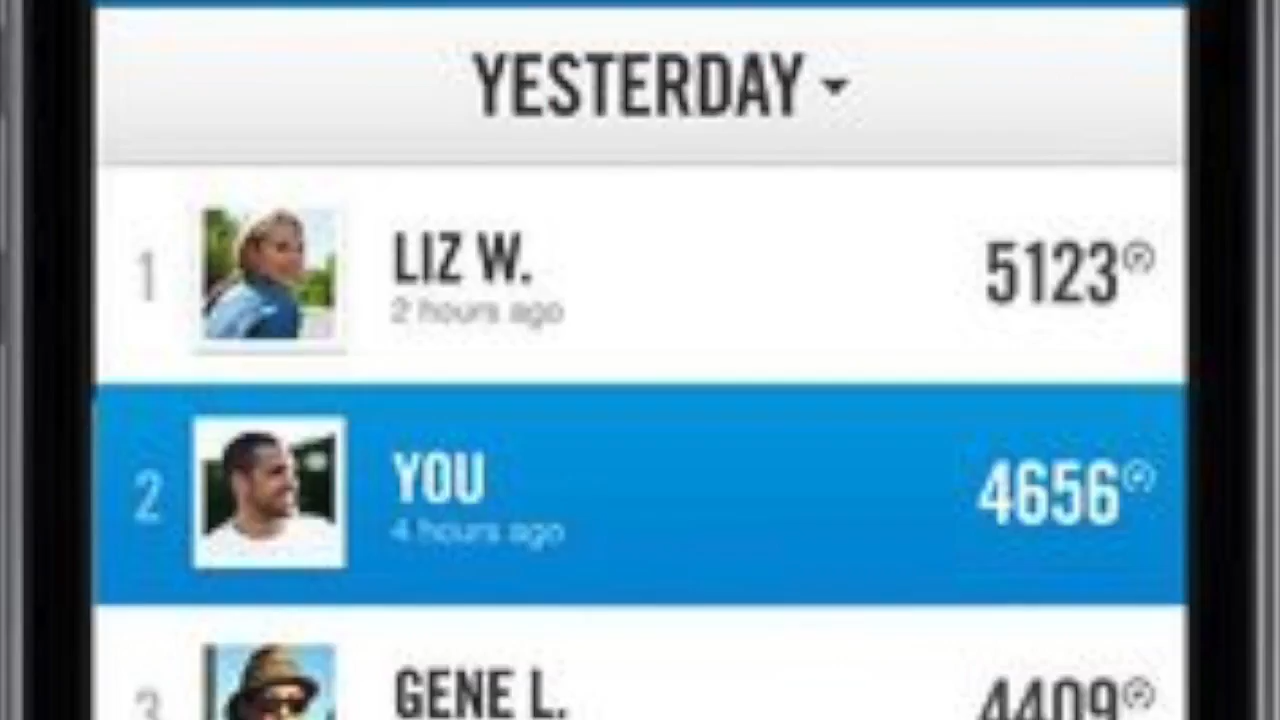 YESTERDAY
1 LIZ W. 5123
2 hours ago
2 YOU 4656
4 hours ago
3 GENE L. 4409